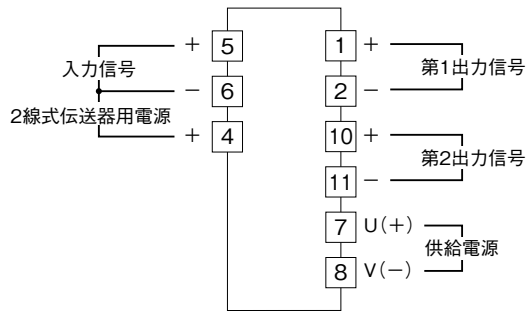 + 5
入力信号
− 6
2線式伝送器用電源
+ 4
1 +
第1出力信号
2 −
10 +
第2出力信号
11 −
7 U(+)
供給電源
8 V(−)